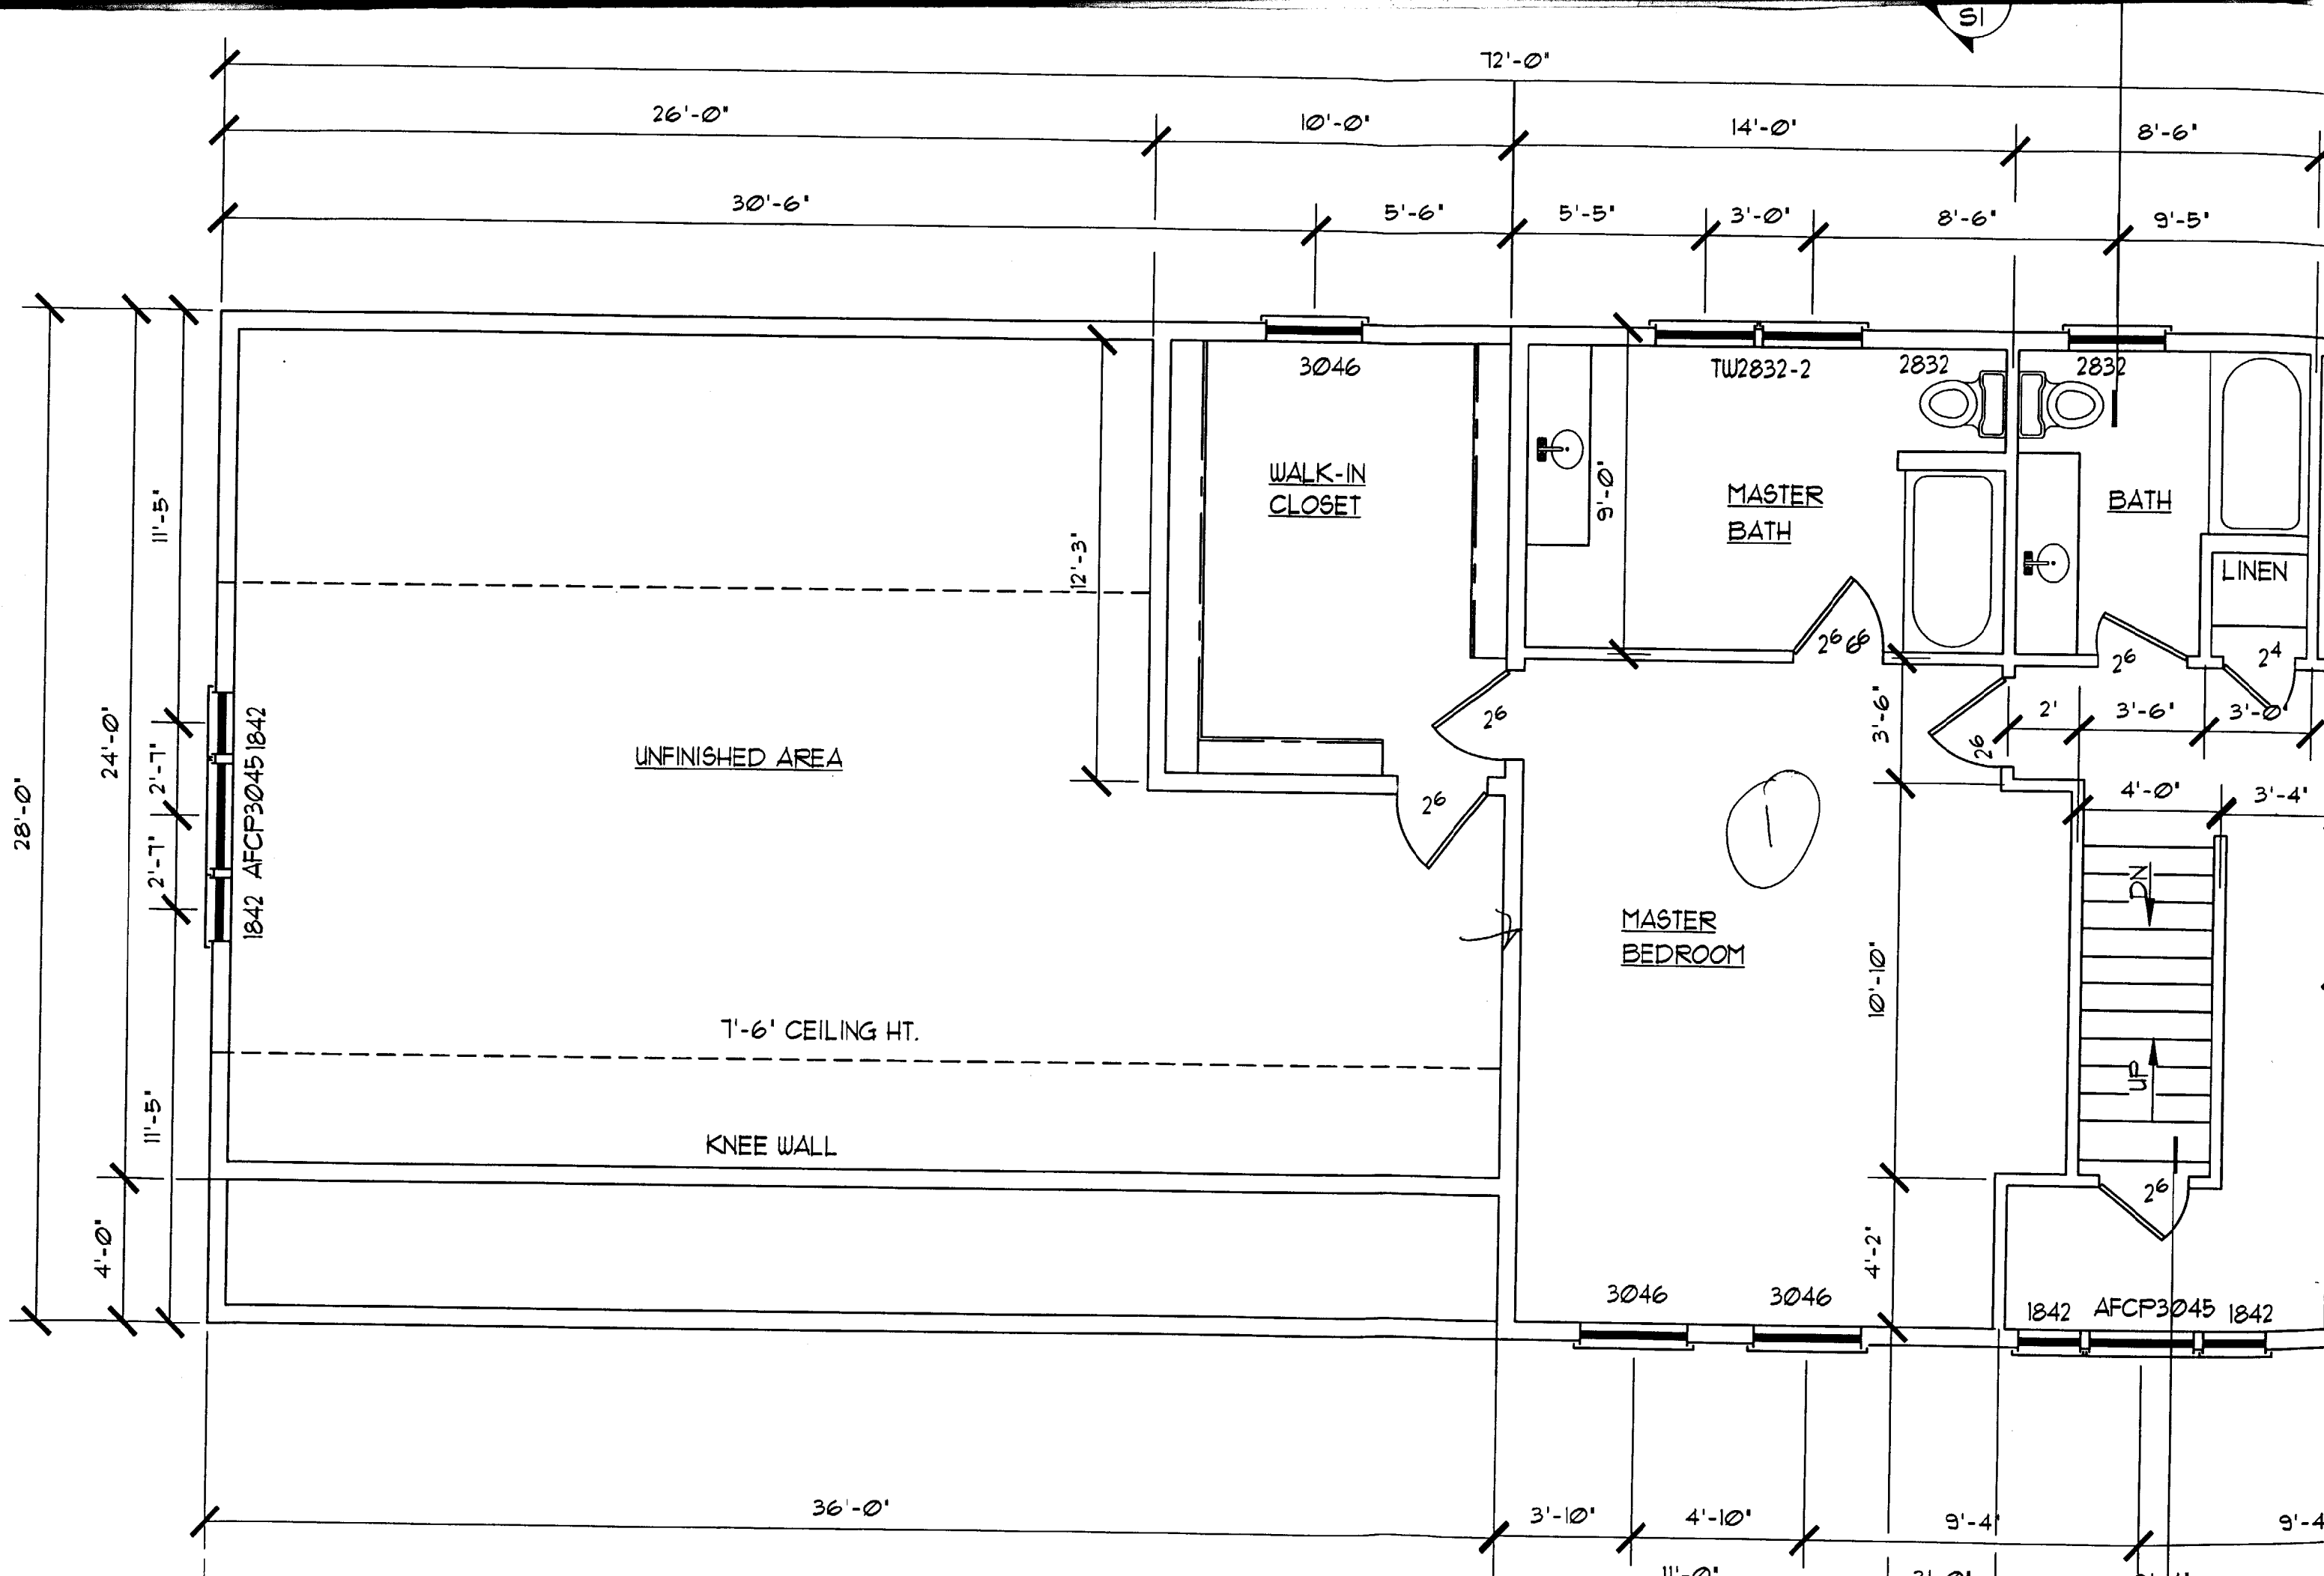 S1
72'-0"
26'-0"
10'-0"
14'-0"
8'-6"
30'-6"
5'-6"
5'-5"
3'-0"
8'-6"
9'-5"
3046
TW2832-2
2832
2832
WALK-IN
CLOSET
9'-0"
MASTER
BATH
BATH
LINEN
11'-5"
12'-3"
26 66
26
24
24'-0"
28'-0"
2'-7"
2'-7"
1842 AFCP3045 1842
UNFINISHED AREA
26
26
3'-6"
26
2'
3'-6"
3'-0"
4'-0"
3'-4"
1
DN
MASTER
BEDROOM
10'-10"
7'-6" CEILING HT.
UP
11'-5"
KNEE WALL
26
4'-0"
4'-2"
3046
3046
1842 AFCP3045 1842
36'-0"
3'-10"
4'-10"
9'-4"
9'-4
11'-0"